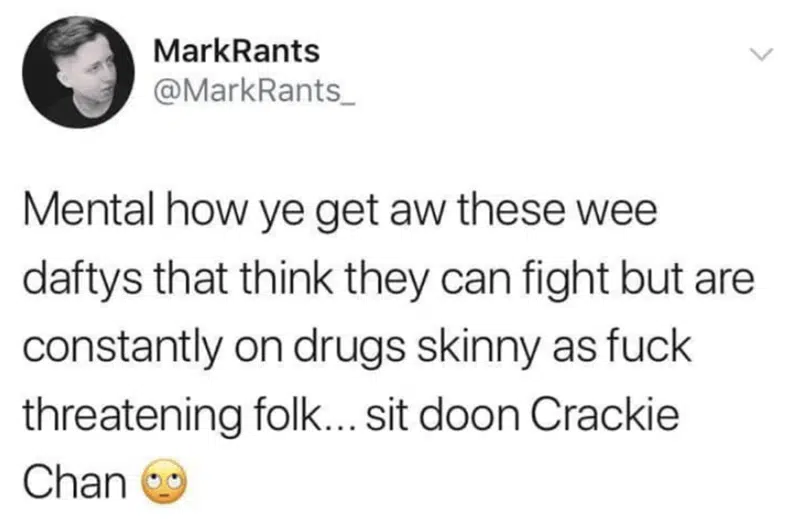 MarkRants
@MarkRants_
Mental how ye get aw these wee
daftys that think they can fight but are
constantly on drugs skinny as fuck
threatening folk... sit doon Crackie
Chan 🙄